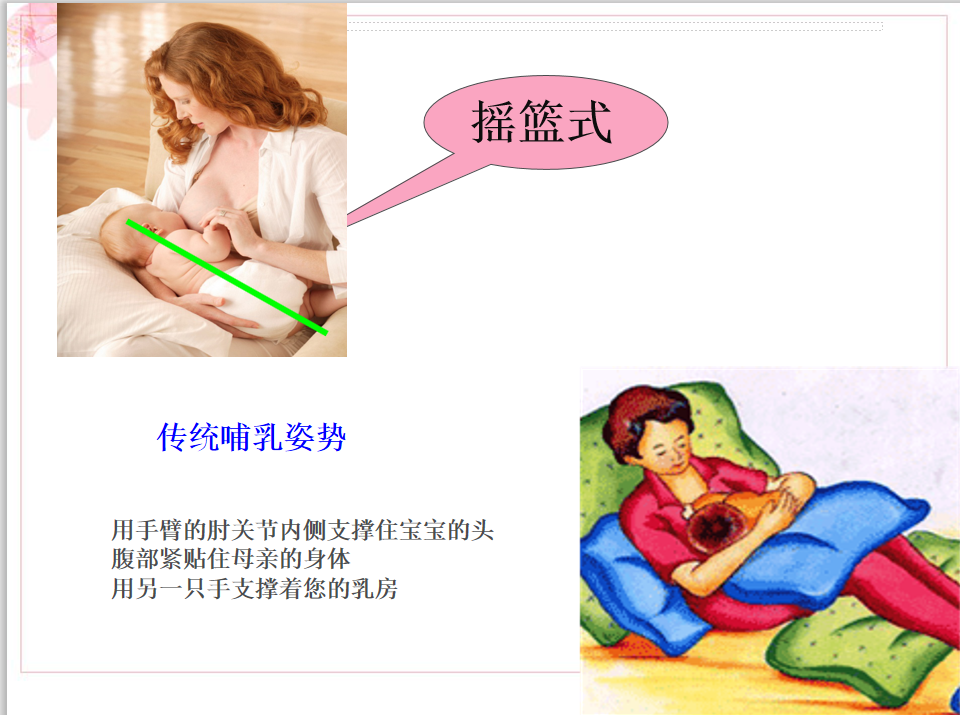 摇篮式
传统哺乳姿势
用手臂的肘关节内侧支撑住宝宝的头
腹部紧贴住母亲的身体
用另一只手支撑着您的乳房